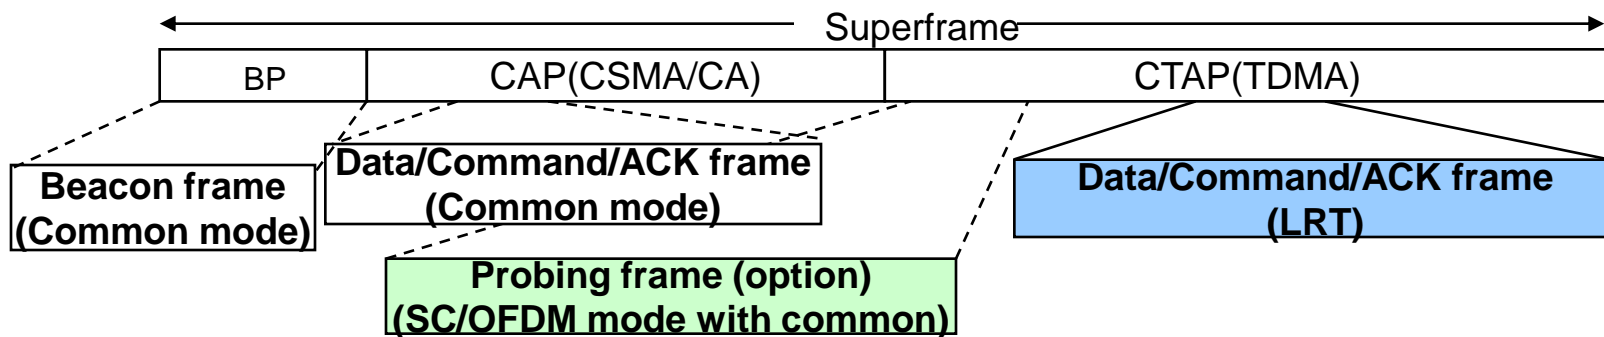 Superframe
BP
CAP(CSMA/CA)
CTAP(TDMA)
Beacon frame
(Common mode)
Data/Command/ACK frame
(Common mode)
Probing frame (option)
(SC/OFDM mode with common)
Data/Command/ACK frame
(LRT)